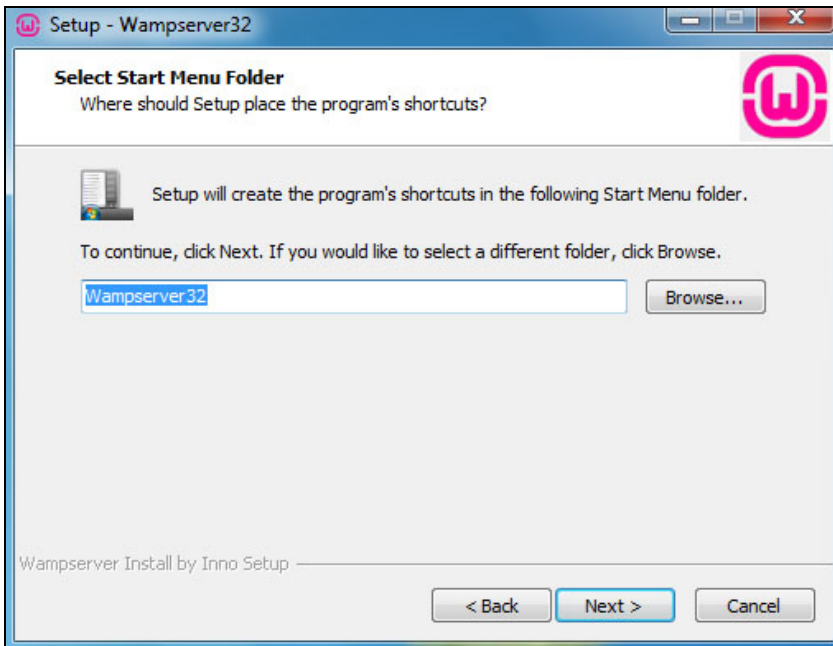 Setup - Wampserver32
Select Start Menu Folder
Where should Setup place the program's shortcuts?
Setup will create the program's shortcuts in the following Start Menu folder.
To continue, click Next. If you would like to select a different folder, click Browse.
Wampserver32
Browse...
Wampserver Install by Inno Setup
< Back
Next >
Cancel